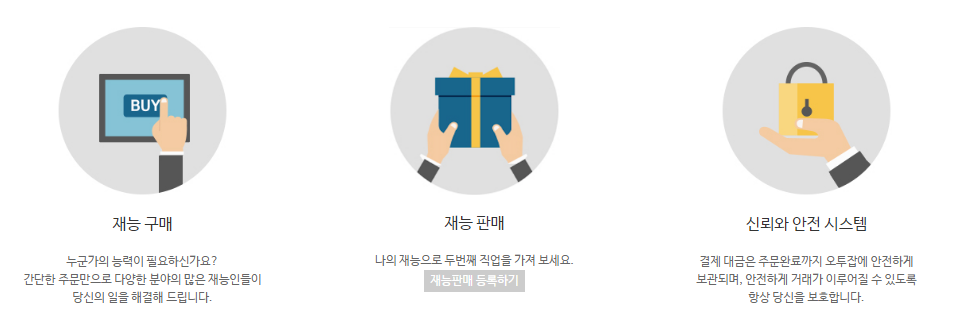 BUY
재능 구매
누군가의 능력이 필요하신가요?
간단한 주문만으로 다양한 분야의 많은 재능인들이
당신의 일을 해결해 드립니다.
재능 판매
나의 재능으로 두번째 직업을 가져 보세요.
재능판매 등록하기
신뢰와 안전 시스템
결제 대금은 주문완료까지 오투잡에 안전하게
보관되며, 안전하게 거래가 이루어질 수 있도록
항상 당신을 보호합니다.